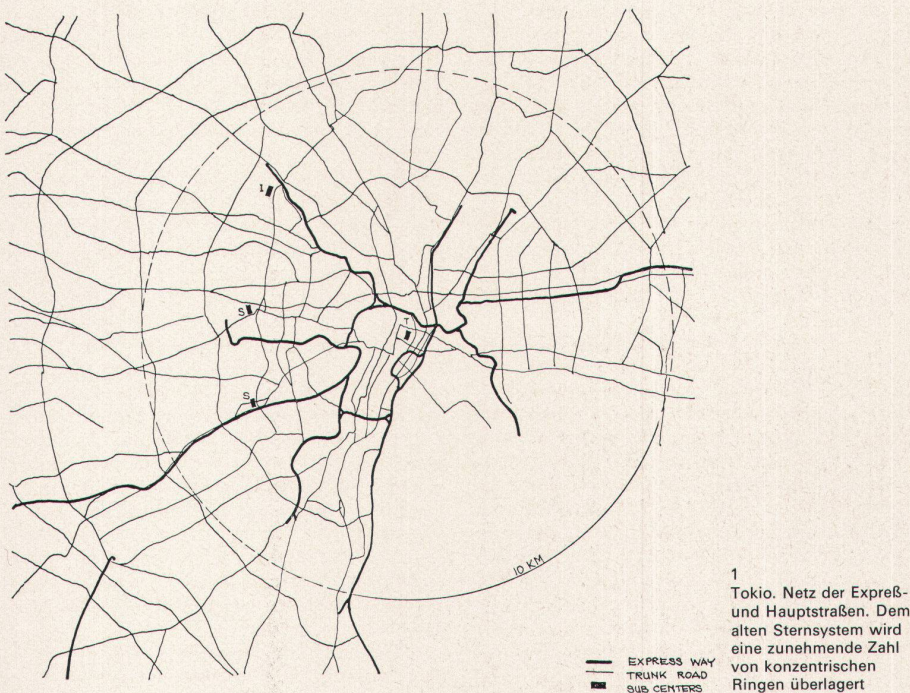 I
S
T
S
10 KM
EXPRESS WAY
TRUNK ROAD
SUB CENTERS
1
Tokio. Netz der Expreß-
und Hauptstraßen. Dem
alten Sternsystem wird
eine zunehmende Zahl
von konzentrischen
Ringen überlagert